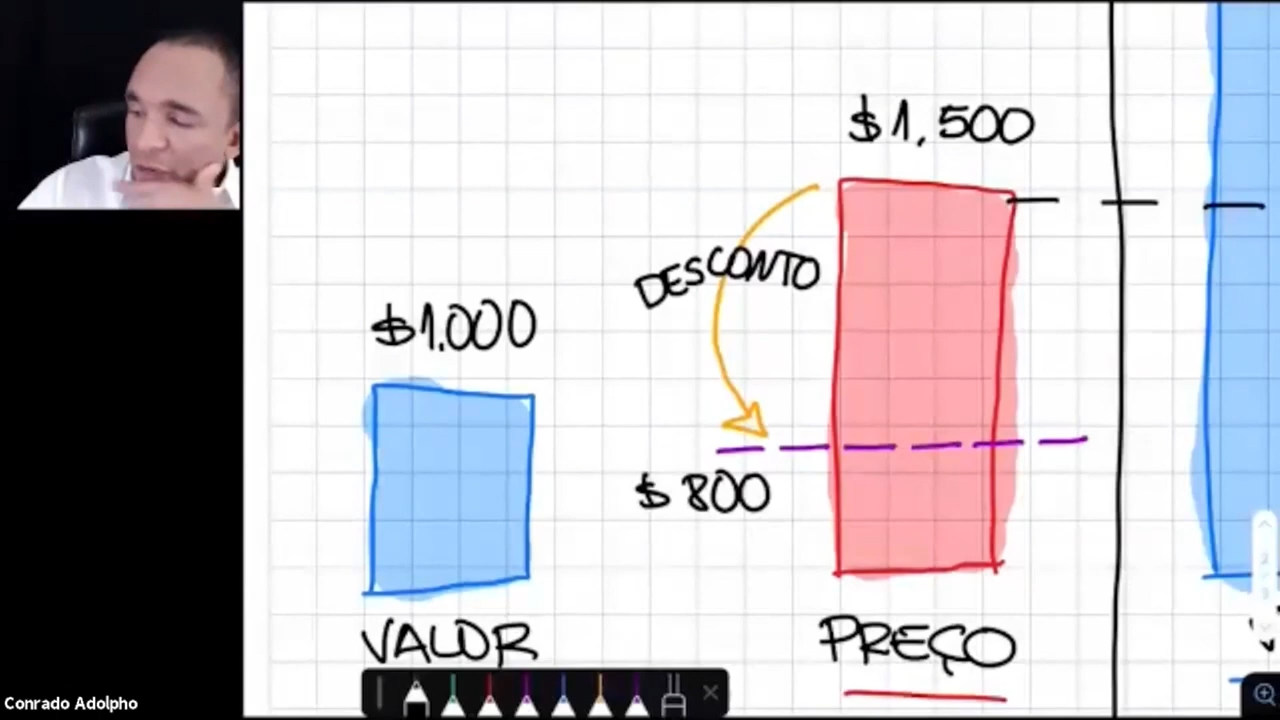 $1,500
DESCONTO
$1.000
$800
VALOR
PREÇO
Conrado Adolpho